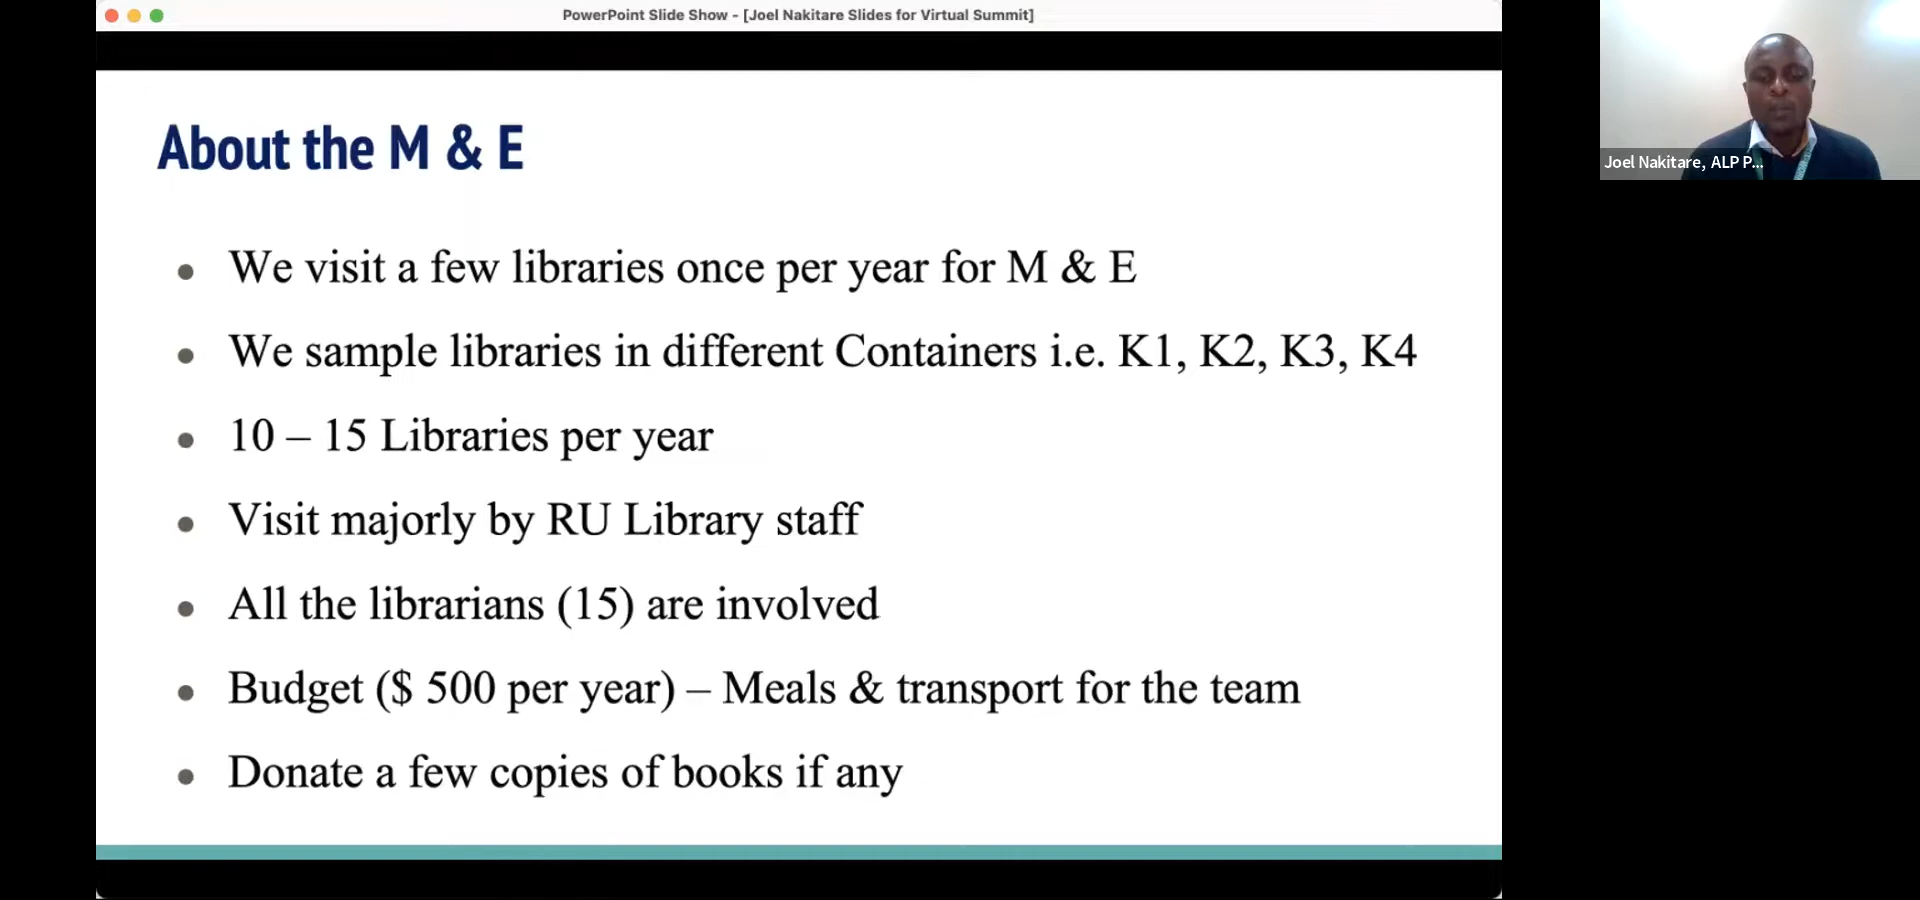 PowerPoint Slide Show - [Joel Nakitare Slides for Virtual Summit]
About the M & E
• We visit a few libraries once per year for M & E
• We sample libraries in different Containers i.e. K1, K2, K3, K4
• 10 – 15 Libraries per year
• Visit majorly by RU Library staff
• All the librarians (15) are involved
• Budget ($ 500 per year) – Meals & transport for the team
• Donate a few copies of books if any
Joel Nakitare, ALP P...